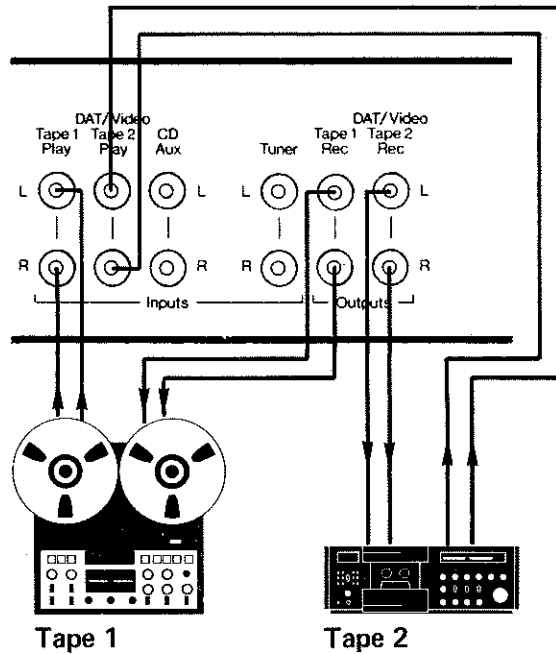 DAT/Video DAT/Video
Tape 1 Tape 2 CD Tape 1 Tape 2
Play Play Aux Tuner Rec Rec
L L L L
R R R R
Inputs Outputs
Tape 1 Tape 2